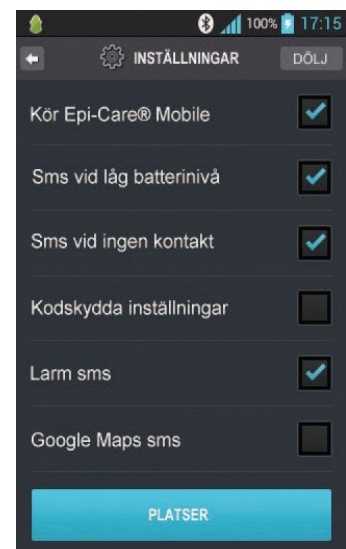 100% 17:15
INSTÄLLNINGAR DÖLJ
Kör Epi-Care® Mobile
Sms vid låg batterinivå
Sms vid ingen kontakt
Kodskydda inställningar
Larm sms
Google Maps sms
PLATSER